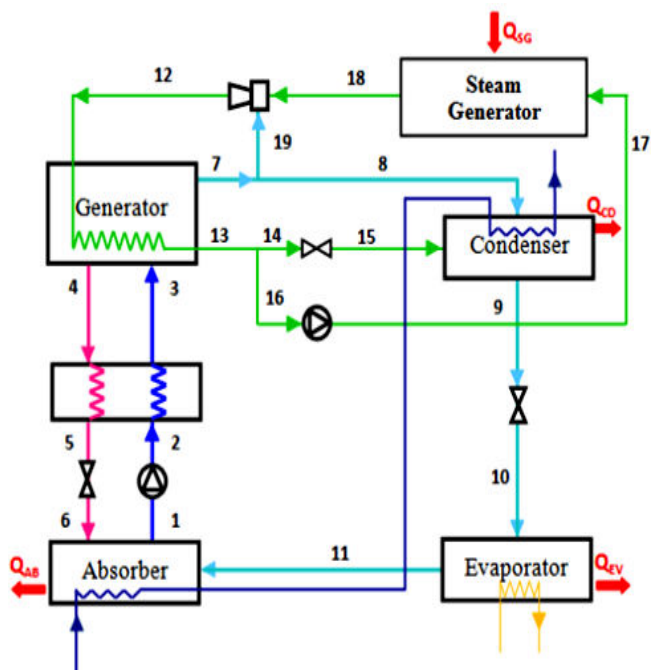 Q_SG
12
18
Steam
Generator
17
19
7
8
Generator
Q_CD
Condenser
13
14
15
4
3
16
9
5
2
10
6
1
Q_AB
Absorber
11
Evaporator
Q_EV